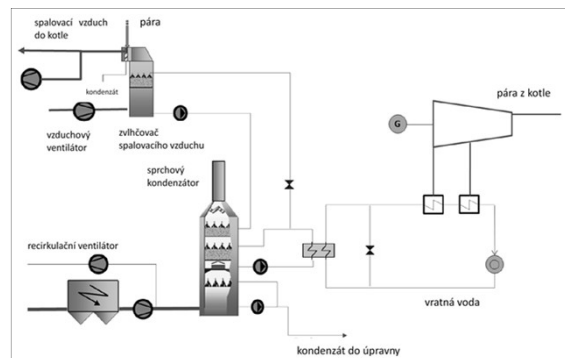 spalovací vzduch
do kotle
pára
kondenzát
vzduchový
ventilátor
zvlhčovač
spalovacího vzduchu
sprchový
kondenzátor
recirkulační ventilátor
G
pára z kotle
vratná voda
kondenzát do úpravny